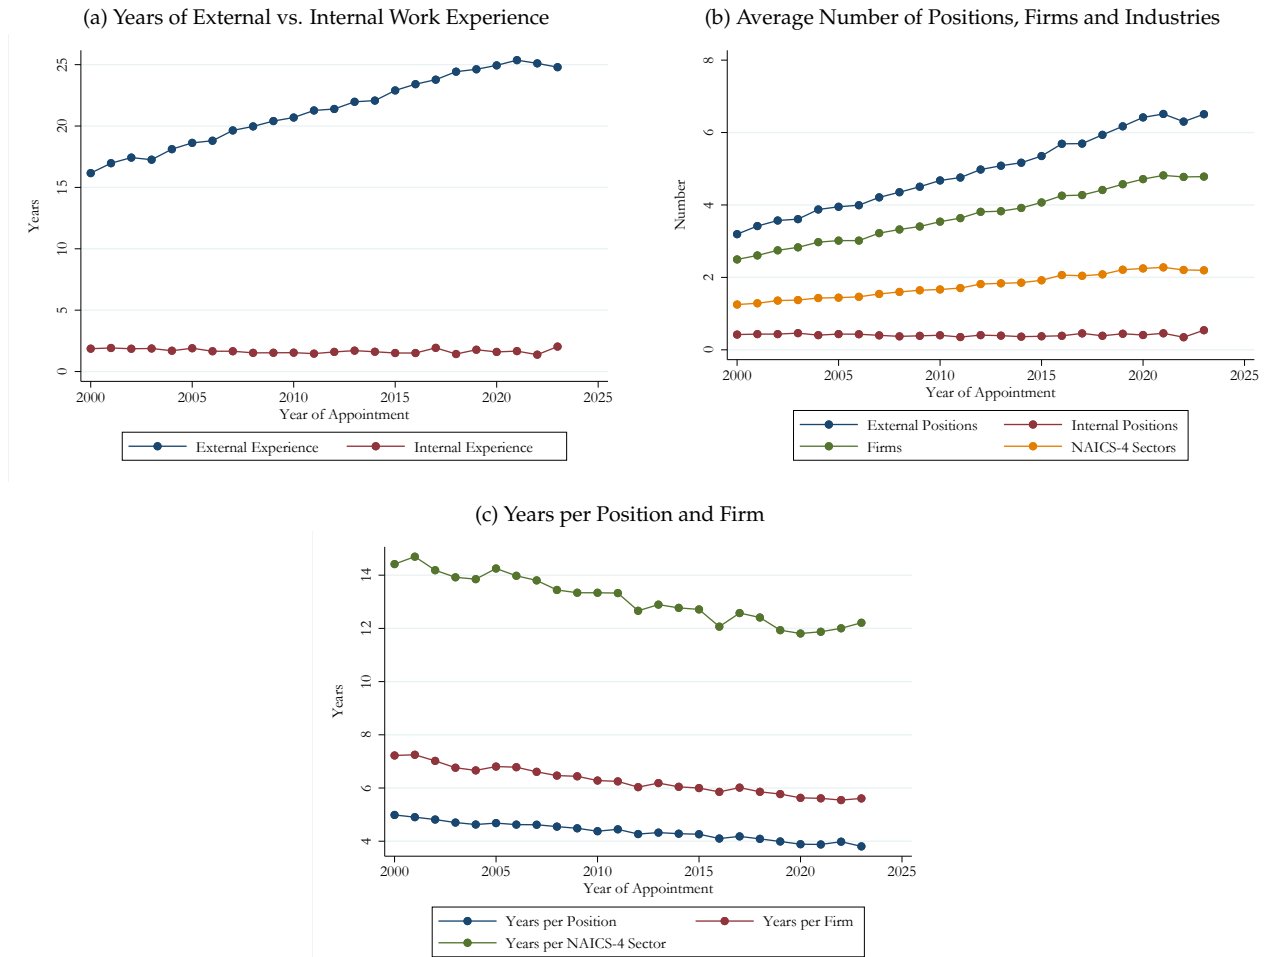 (a) Years of External vs. Internal Work Experience
Years
25
20
15
10
5
0
2000 2005 2010 2015 2020 2025
Year of Appointment
External Experience Internal Experience
(b) Average Number of Positions, Firms and Industries
Number
8
6
4
2
0
2000 2005 2010 2015 2020 2025
Year of Appointment
External Positions Internal Positions
Firms NAICS-4 Sectors
(c) Years per Position and Firm
Years
14
12
10
8
6
4
2000 2005 2010 2015 2020 2025
Year of Appointment
Years per Position Years per Firm
Years per NAICS-4 Sector